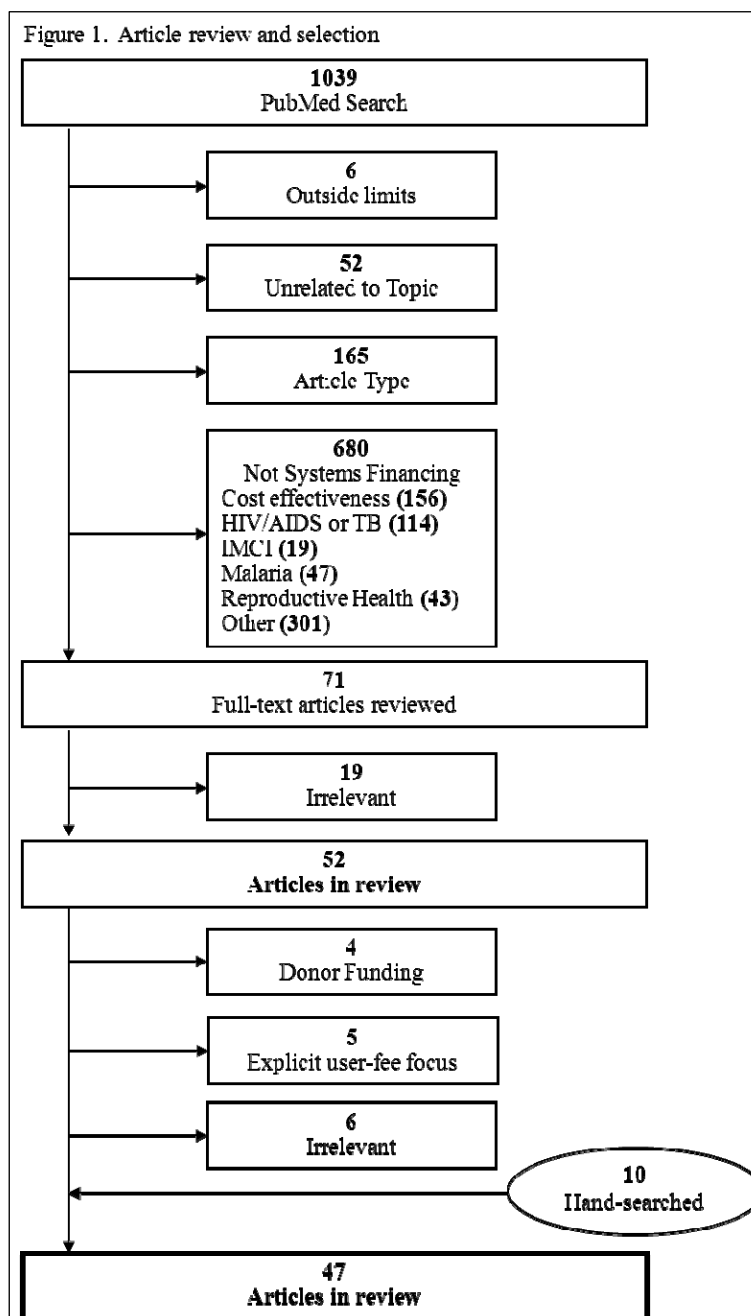 Figure 1. Article review and selection
1039
PubMed Search
6
Outside limits
52
Unrelated to Topic
165
Article Type
680
Not Systems Financing
Cost effectiveness (156)
HIV/AIDS or TB (114)
IMCI (19)
Malaria (47)
Reproductive Health (43)
Other (301)
71
Full-text articles reviewed
19
Irrelevant
52
Articles in review
4
Donor Funding
5
Explicit user-fee focus
6
Irrelevant
10
Hand-searched
47
Articles in review